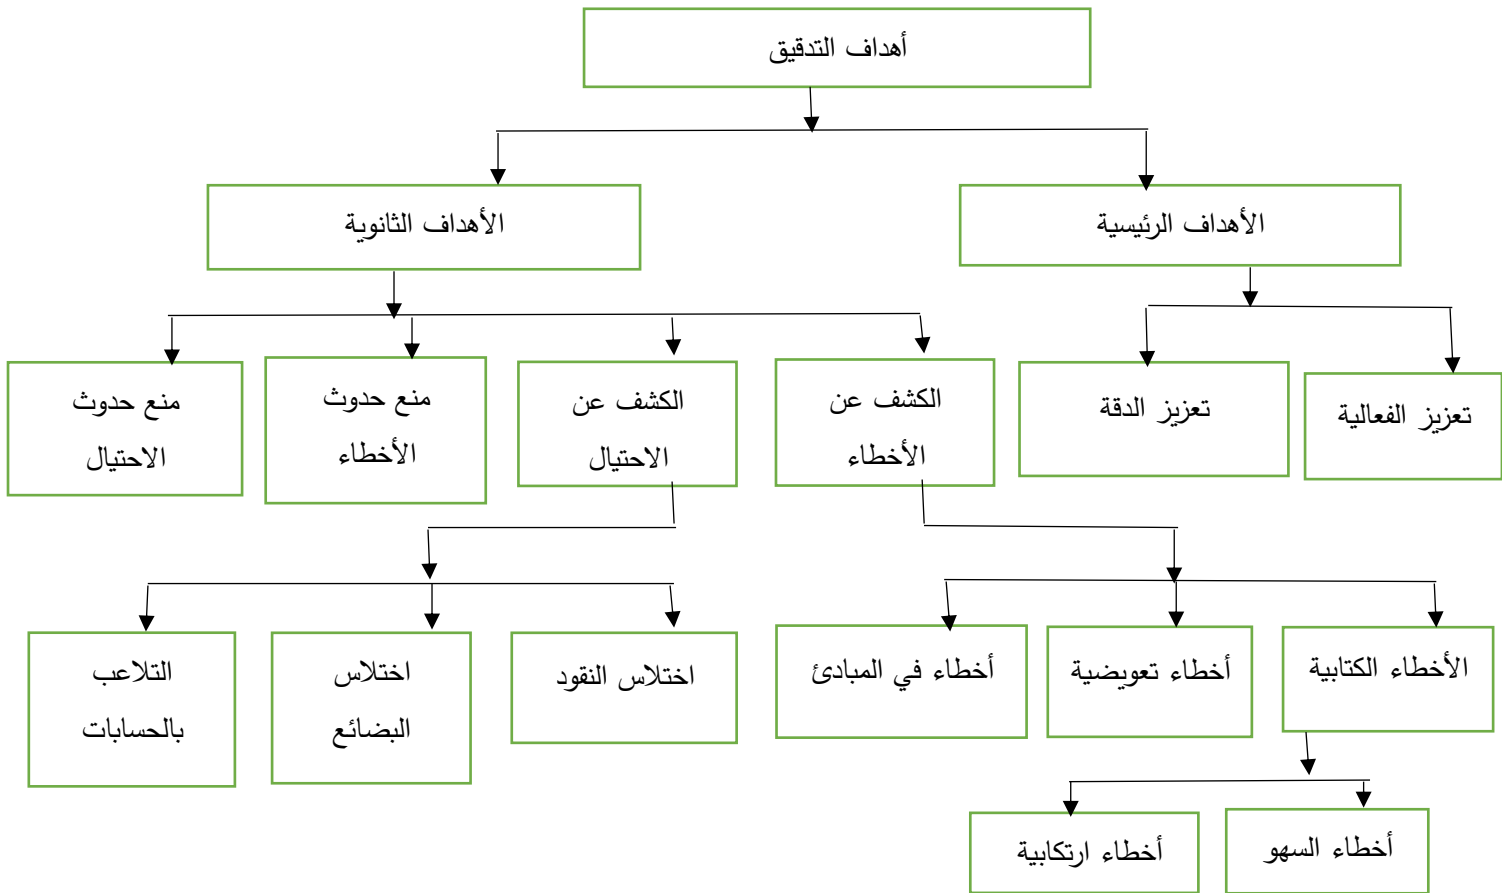 أهداف التدقيق
الأهداف الرئيسية
الأهداف الثانوية
تعزيز الفعالية
تعزيز الدقة
الكشف عن
الأخطاء
الكشف عن
الاحتيال
منع حدوث
الأخطاء
منع حدوث
الاحتيال
الأخطاء الكتابية
أخطاء تعويضية
أخطاء في المبادئ
اختلاس النقود
اختلاس
البضائع
التلاعب
بالحسابات
أخطاء السهو
أخطاء ارتكابية